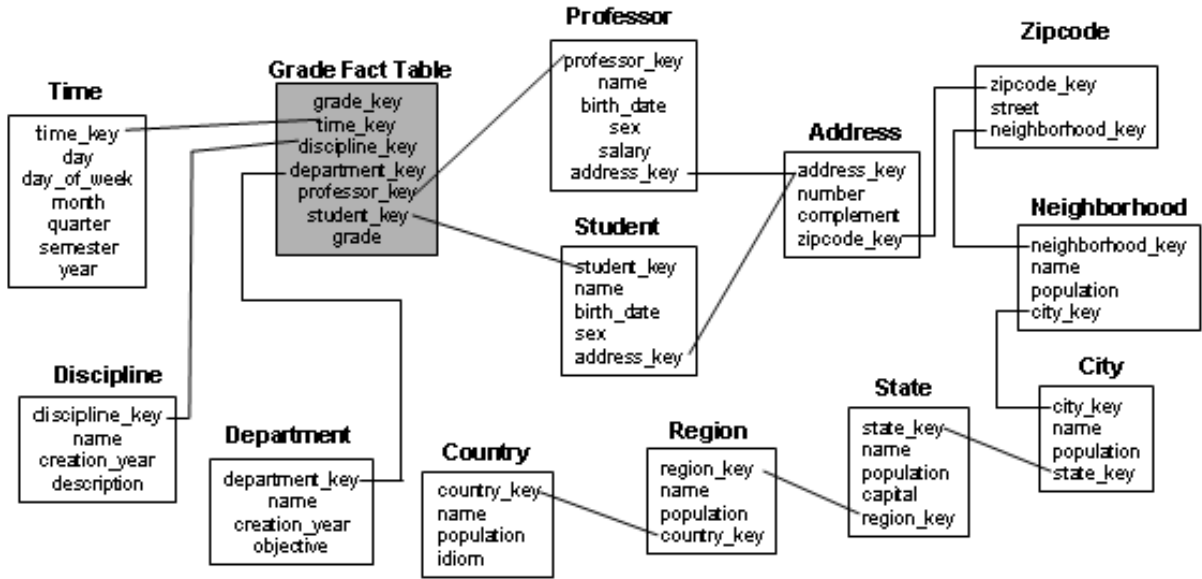 Time
time_key
day
day_of_week
month
quarter
semester
year
Grade Fact Table
grade_key
time_key
discipline_key
department_key
professor_key
student_key
grade
Professor
professor_key
name
birth_date
sex
salary
address_key
Student
student_key
name
birth_date
sex
address_key
Address
address_key
number
complement
zipcode_key
Zipcode
zipcode_key
street
neighborhood_key
Neighborhood
neighborhood_key
name
population
city_key
Discipline
discipline_key
name
creation_year
description
Department
department_key
name
creation_year
objective
Country
country_key
name
population
idiom
Region
region_key
name
population
country_key
State
state_key
name
population
capital
region_key
City
city_key
name
population
state_key